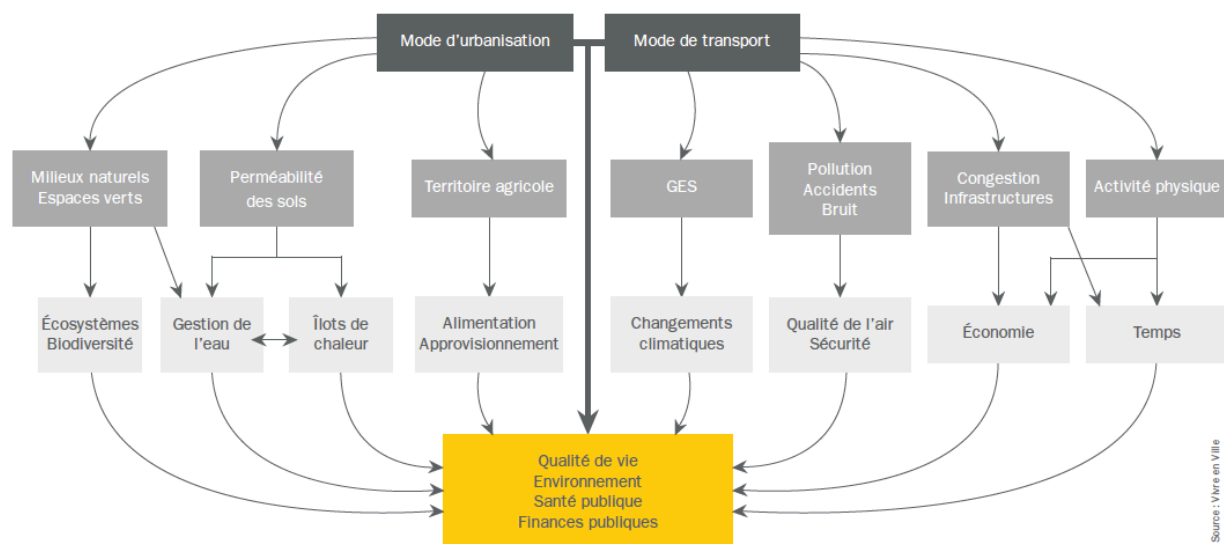 Mode d'urbanisation
Mode de transport
Milieux naturels
Espaces verts
Perméabilité
des sols
Territoire agricole
GES
Pollution
Accidents
Bruit
Congestion
Infrastructures
Activité physique
Écosystèmes
Biodiversité
Gestion de
l'eau
Îlots de
chaleur
Alimentation
Approvisionnement
Changements
climatiques
Qualité de l'air
Sécurité
Économie
Temps
Qualité de vie
Environnement
Santé publique
Finances publiques
Source : Vivre en Ville